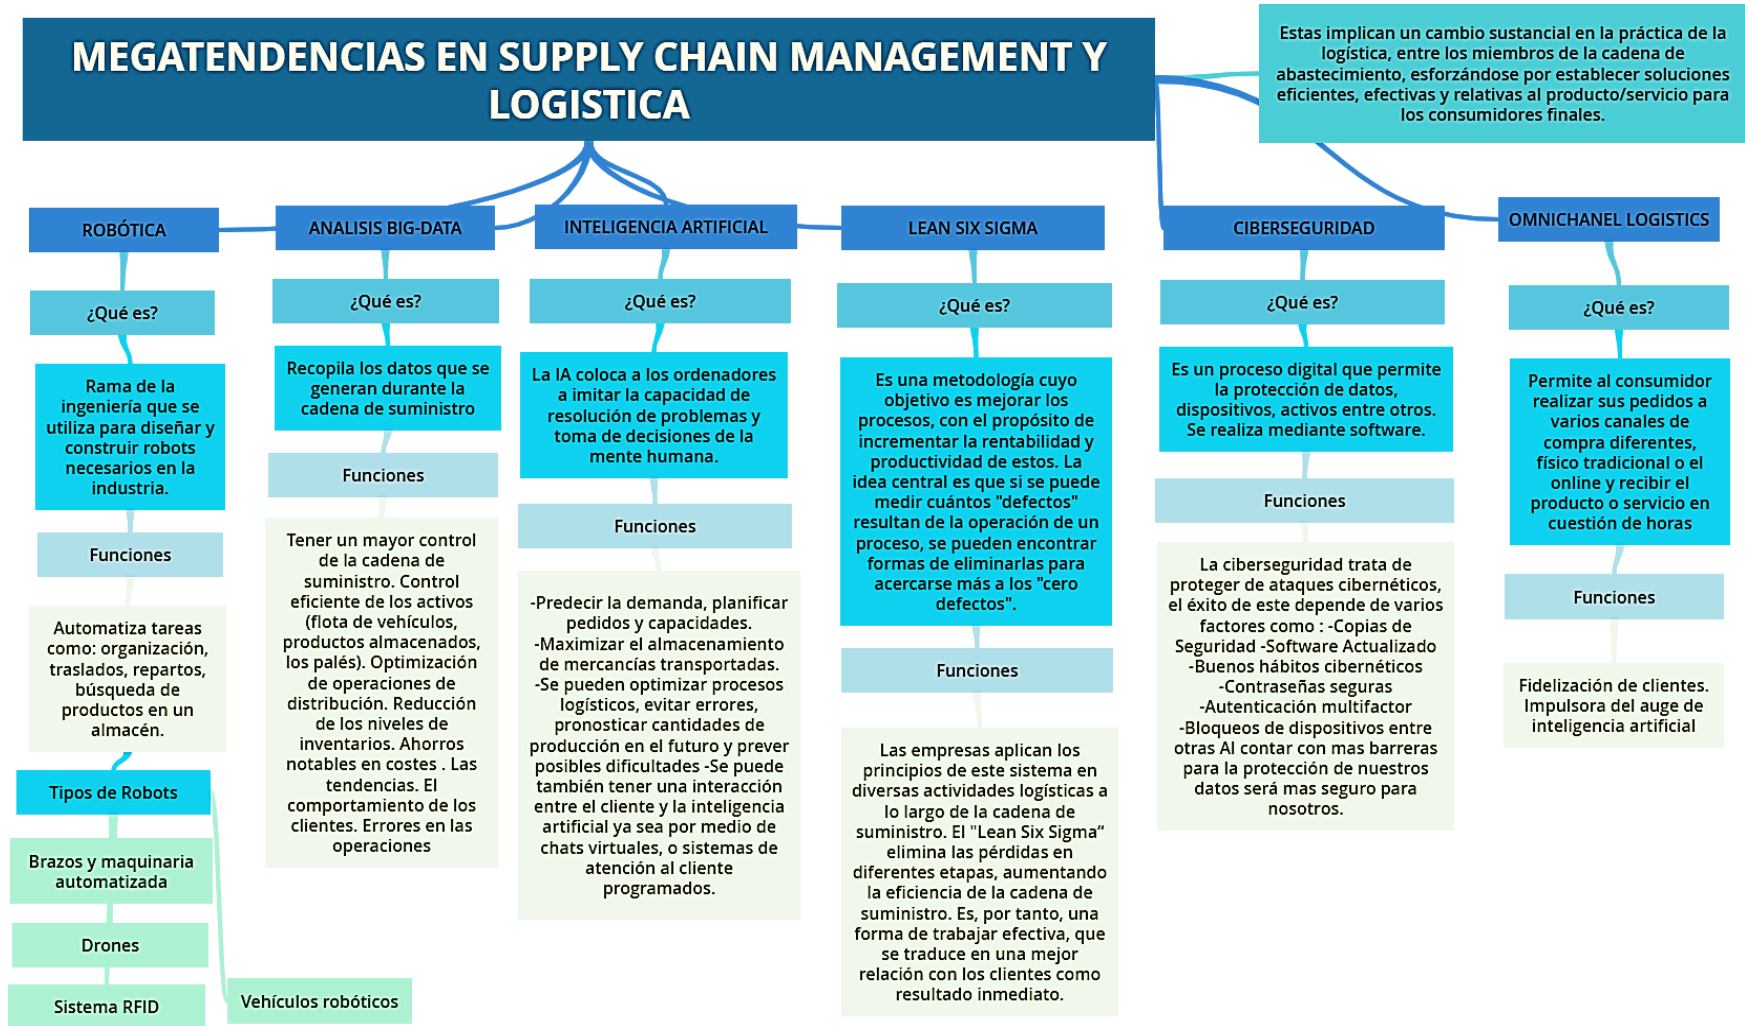 MEGATENDENCIAS EN SUPPLY CHAIN MANAGEMENT Y
LOGISTICA
Estas implican un cambio sustancial en la práctica de la
logística, entre los miembros de la cadena de
abastecimiento, esforzándose por establecer soluciones
eficientes, efectivas y relativas al producto/servicio para
los consumidores finales.
ROBÓTICA
¿Qué es?
Rama de la
ingeniería que se
utiliza para diseñar y
construir robots
necesarios en la
industria.
Funciones
Automatiza tareas
como: organización,
traslados, repartos,
búsqueda de
productos en un
almacén.
Tipos de Robots
Brazos y maquinaria
automatizada
Drones
Sistema RFID
Vehículos robóticos
ANALISIS BIG-DATA
¿Qué es?
Recopila los datos que se
generan durante la
cadena de suministro
Funciones
Tener un mayor control
de la cadena de
suministro. Control
eficiente de los activos
(flota de vehículos,
productos almacenados,
los palés). Optimización
de operaciones de
distribución. Reducción
de los niveles de
inventarios. Ahorros
notables en costes . Las
tendencias. El
comportamiento de los
clientes. Errores en las
operaciones
INTELIGENCIA ARTIFICIAL
¿Qué es?
La IA coloca a los ordenadores
a imitar la capacidad de
resolución de problemas y
toma de decisiones de la
mente humana.
Funciones
-Predecir la demanda, planificar
pedidos y capacidades.
-Maximizar el almacenamiento
de mercancías transportadas.
-Se pueden optimizar procesos
logísticos, evitar errores,
pronosticar cantidades de
producción en el futuro y prever
posibles dificultades -Se puede
también tener una interacción
entre el cliente y la inteligencia
artificial ya sea por medio de
chats virtuales, o sistemas de
atención al cliente
programados.
LEAN SIX SIGMA
¿Qué es?
Es una metodología cuyo
objetivo es mejorar los
procesos, con el propósito de
incrementar la rentabilidad y
productividad de estos. La
idea central es que si se puede
medir cuántos "defectos"
resultan de la operación de un
proceso, se pueden encontrar
formas de eliminarlas para
acercarse más a los "cero
defectos".
Funciones
Las empresas aplican los
principios de este sistema en
diversas actividades logísticas a
lo largo de la cadena de
suministro. El "Lean Six Sigma“
elimina las pérdidas en
diferentes etapas, aumentando
la eficiencia de la cadena de
suministro. Es, por tanto, una
forma de trabajar efectiva, que
se traduce en una mejor
relación con los clientes como
resultado inmediato.
CIBERSEGURIDAD
¿Qué es?
Es un proceso digital que permite
la protección de datos,
dispositivos, activos entre otros.
Se realiza mediante software.
Funciones
La ciberseguridad trata de
proteger de ataques cibernéticos,
el éxito de este depende de varios
factores como : -Copias de
Seguridad -Software Actualizado
-Buenos hábitos cibernéticos
-Contraseñas seguras
-Autenticación multifactor
-Bloqueos de dispositivos entre
otras Al contar con mas barreras
para la protección de nuestros
datos será mas seguro para
nosotros.
OMNICHANEL LOGISTICS
¿Qué es?
Permite al consumidor
realizar sus pedidos a
varios canales de
compra diferentes,
físico tradicional o el
online y recibir el
producto o servicio en
cuestión de horas
Funciones
Fidelización de clientes.
Impulsora del auge de
inteligencia artificial